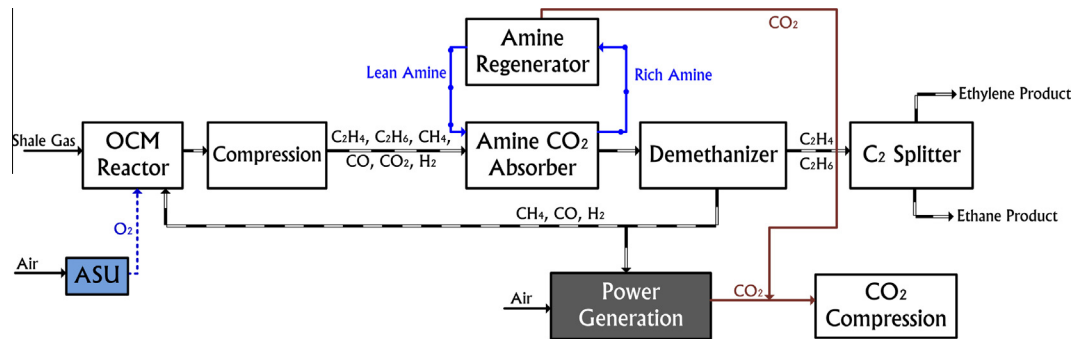 CO2
Amine
Regenerator
Lean Amine
Rich Amine
Ethylene Product
Shale Gas
OCM
Reactor
Compression
C2H4, C2H6, CH4,
CO, CO2, H2
Amine CO2
Absorber
Demethanizer
C2H4
C2H6
C2 Splitter
Ethane Product
CH4, CO, H2
O2
Air
ASU
Air
Power
Generation
CO2
CO2
Compression